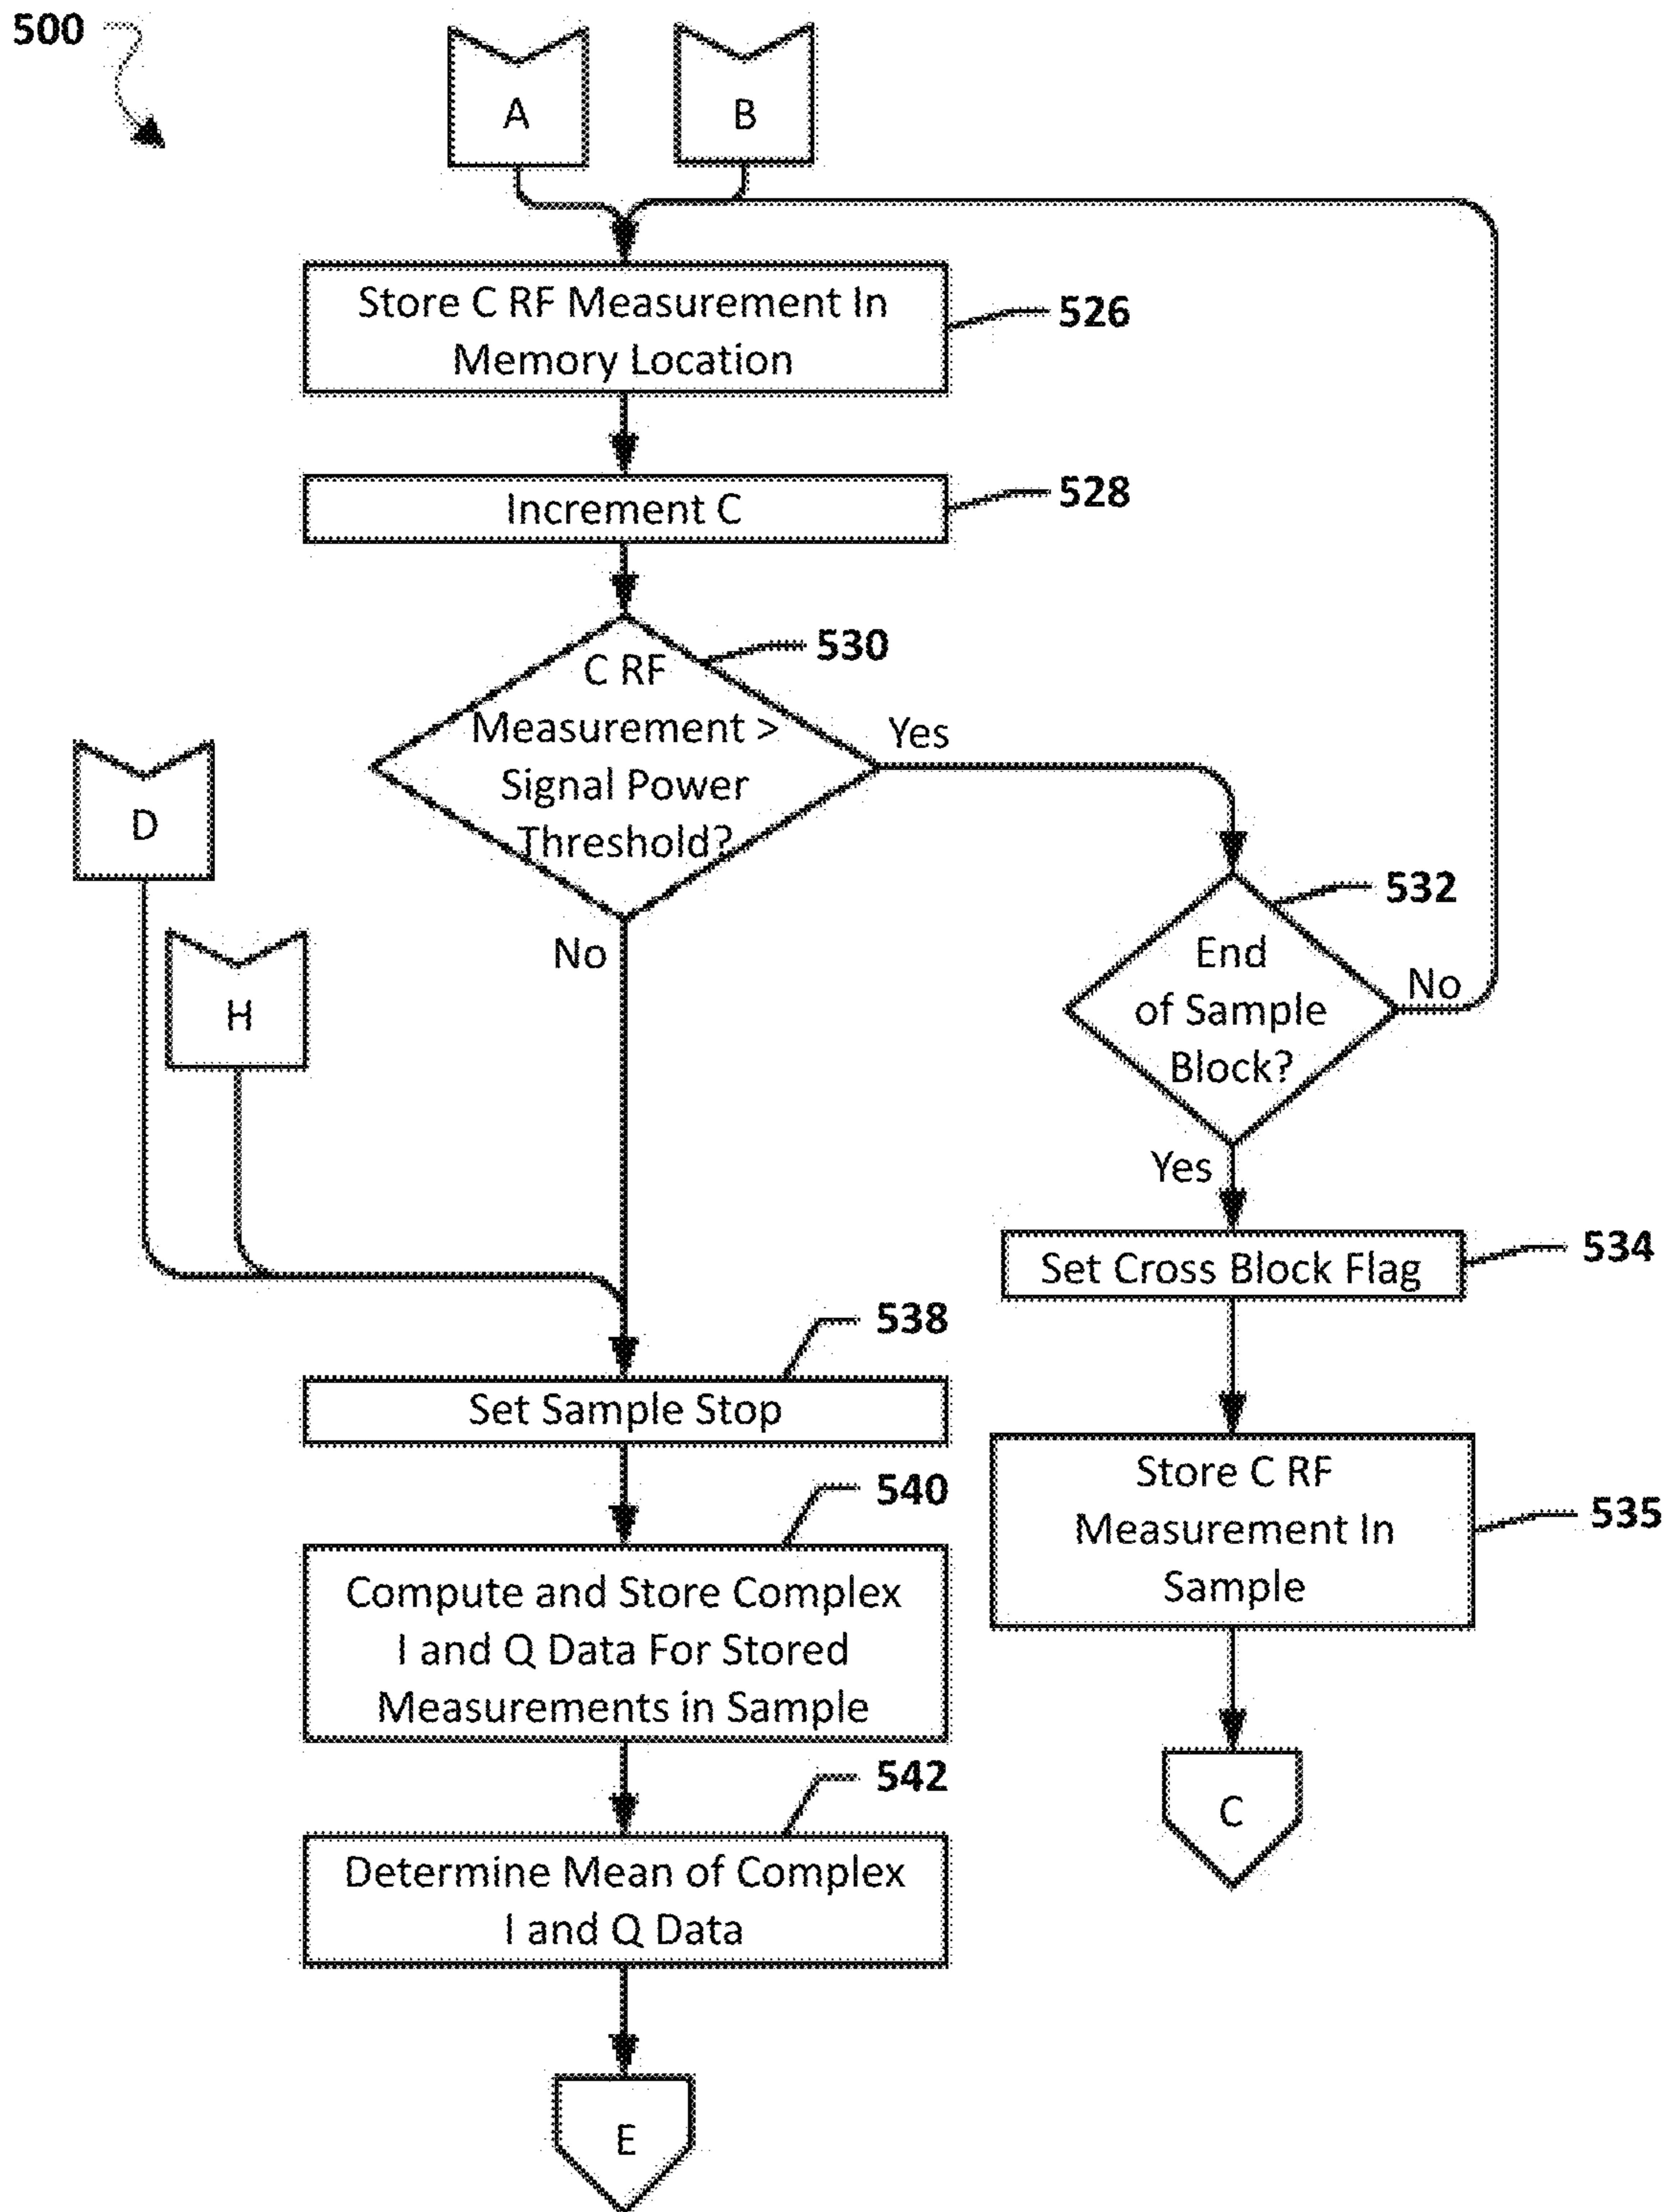 500
A
B
Store C RF Measurement In
Memory Location
526
Increment C
528
530
C RF
Measurement >
Signal Power
Threshold?
Yes
No
D
H
532
End
of Sample
Block?
No
Yes
Set Cross Block Flag
534
538
Set Sample Stop
Store C RF
Measurement In
Sample
535
540
Compute and Store Complex
I and Q Data For Stored
Measurements in Sample
542
Determine Mean of Complex
I and Q Data
C
E